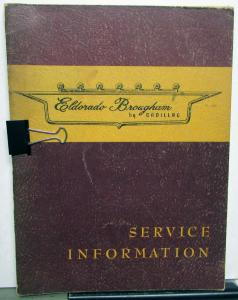 Eldorado Brougham
by CADILLAC
SERVICE
INFORMATION